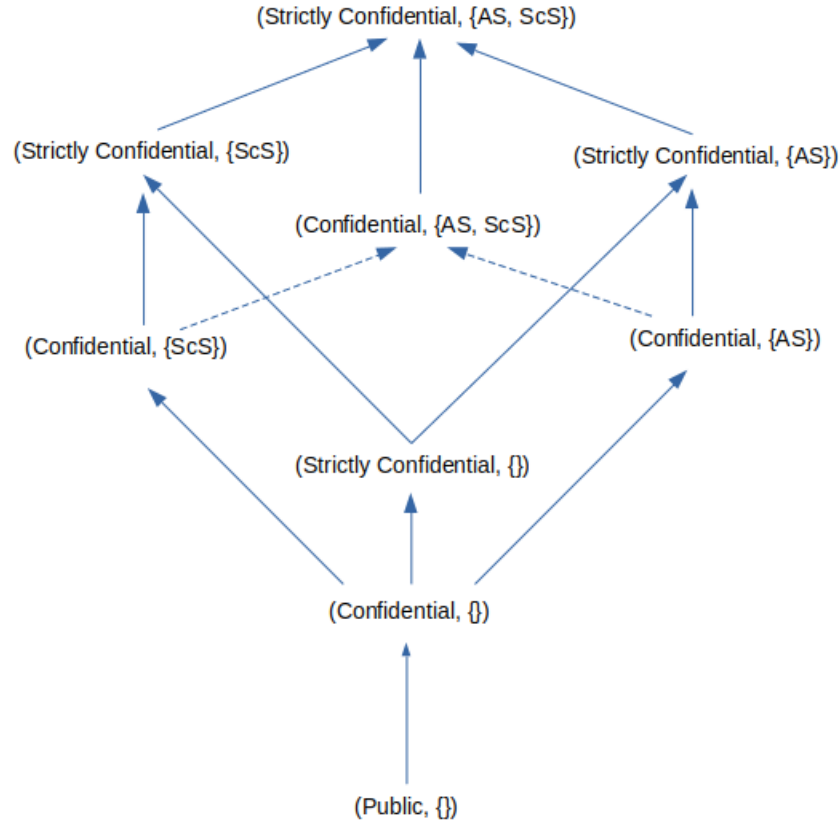 (Strictly Confidential, {AS, ScS})
(Strictly Confidential, {ScS})
(Strictly Confidential, {AS})
(Confidential, {AS, ScS})
(Confidential, {ScS})
(Confidential, {AS})
(Strictly Confidential, {})
(Confidential, {})
(Public, {})